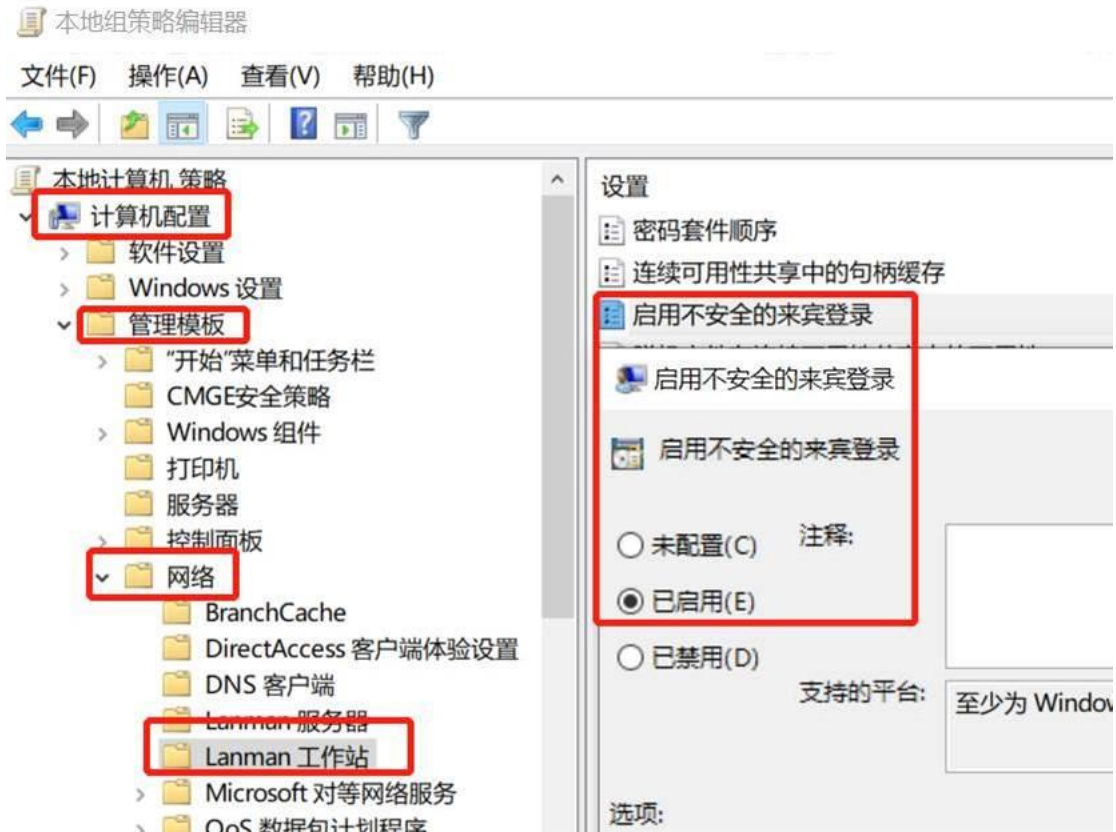 本地组策略编辑器
文件(F) 操作(A) 查看(V) 帮助(H)
本地计算机 策略
计算机配置
软件设置
Windows 设置
管理模板
“开始”菜单和任务栏
CMGE安全策略
Windows 组件
打印机
服务器
控制面板
网络
BranchCache
DirectAccess 客户端体验设置
DNS 客户端
Lanman 服务器
Lanman 工作站
Microsoft 对等网络服务
QoS 数据包计划程序
设置
密码套件顺序
连续可用性共享中的句柄缓存
启用不安全的来宾登录
启用不安全的来宾登录
启用不安全的来宾登录
未配置(C) 注释:
已启用(E)
已禁用(D)
支持的平台: 至少为 Window
选项: